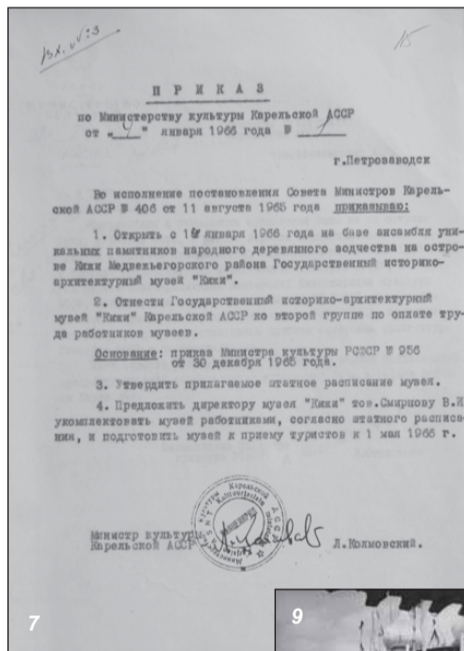 Вх. № 3
15
П Р И К А З
по Министерству культуры Карельской АССР
от " 4 " января 1966 года № 1
г.Петрозаводск
Во исполнение постановления Совета Министров Карель-
ской АССР № 406 от 11 августа 1965 года приказываю:
1. Открыть с 1 января 1966 года на базе ансамбля уни-
кальных памятников народного деревянного зодчества на остро-
ве Кижи Медвежьегорского района Государственный историко-
архитектурный музей "Кижи".
2. Отнести Государственный историко-архитектурный
музей "Кижи" Карельской АССР ко второй группе по оплате тру-
да работников музеев.
Основание: приказ Министра культуры РСФСР № 956
от 30 декабря 1965 года.
3. Утвердить прилагаемое штатное расписание музея.
4. Предложить директору музея "Кижи" тов.Смирнову В.И
укомплектовать музей работниками, согласно штатного расписа-
ния, и подготовить музей к приему туристов к 1 мая 1966 г.
Министр культуры
Карельской АССР
Л.Колмовский.
7
9